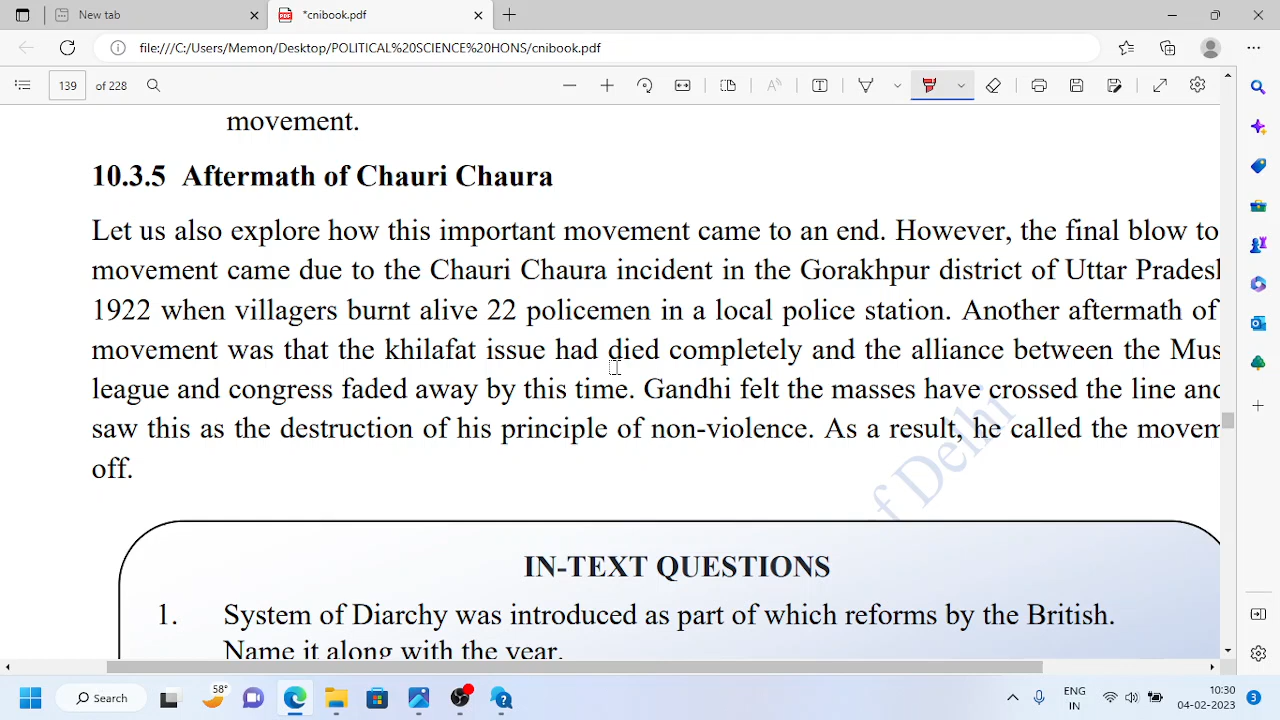 New tab
*cnibook.pdf
file:///C:/Users/Memon/Desktop/POLITICAL%20SCIENCE%20HONS/cnibook.pdf
139 of 228
movement.
10.3.5 Aftermath of Chauri Chaura
Let us also explore how this important movement came to an end. However, the final blow to
movement came due to the Chauri Chaura incident in the Gorakhpur district of Uttar Pradesh
1922 when villagers burnt alive 22 policemen in a local police station. Another aftermath of
movement was that the khilafat issue had died completely and the alliance between the Mus
league and congress faded away by this time. Gandhi felt the masses have crossed the line and
saw this as the destruction of his principle of non-violence. As a result, he called the movem
off.
f Delhi
IN-TEXT QUESTIONS
1. System of Diarchy was introduced as part of which reforms by the British.
Name it along with the year.
58°
Search
ENG
IN
10:30
04-02-2023
3